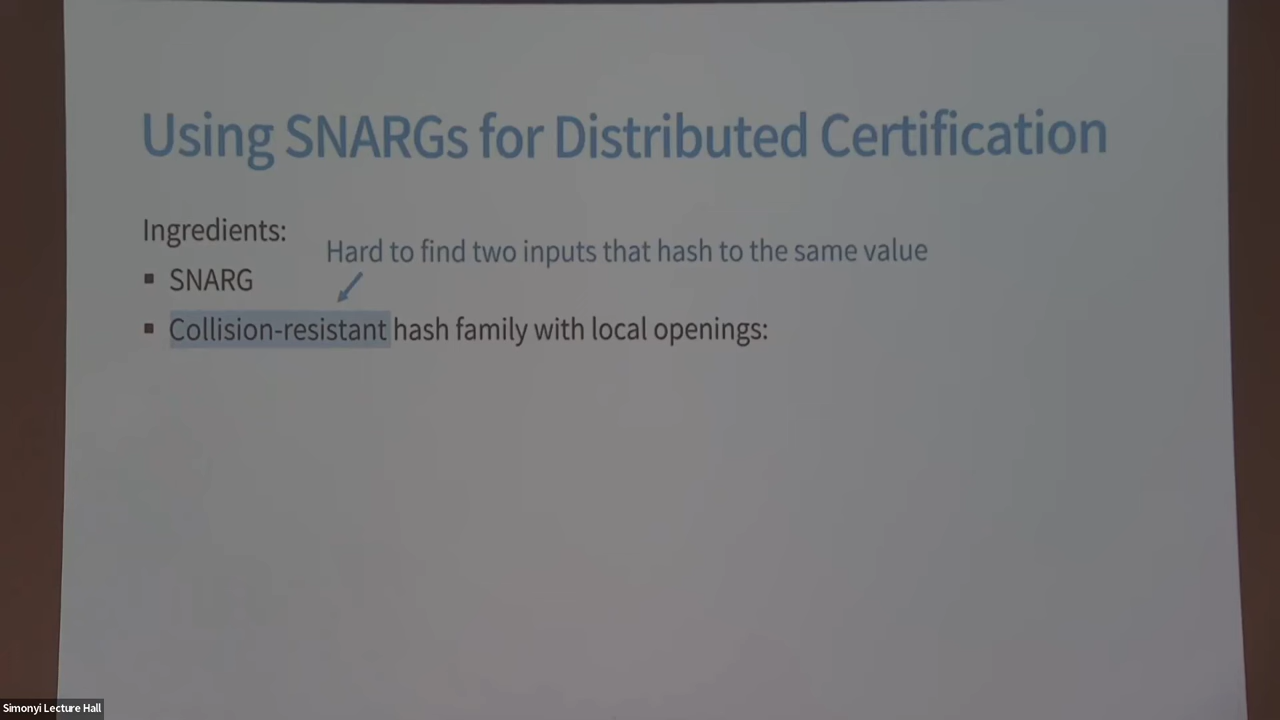 Using SNARGs for Distributed Certification
Ingredients:
Hard to find two inputs that hash to the same value
▪ SNARG
▪ Collision-resistant hash family with local openings:
Simonyi Lecture Hall